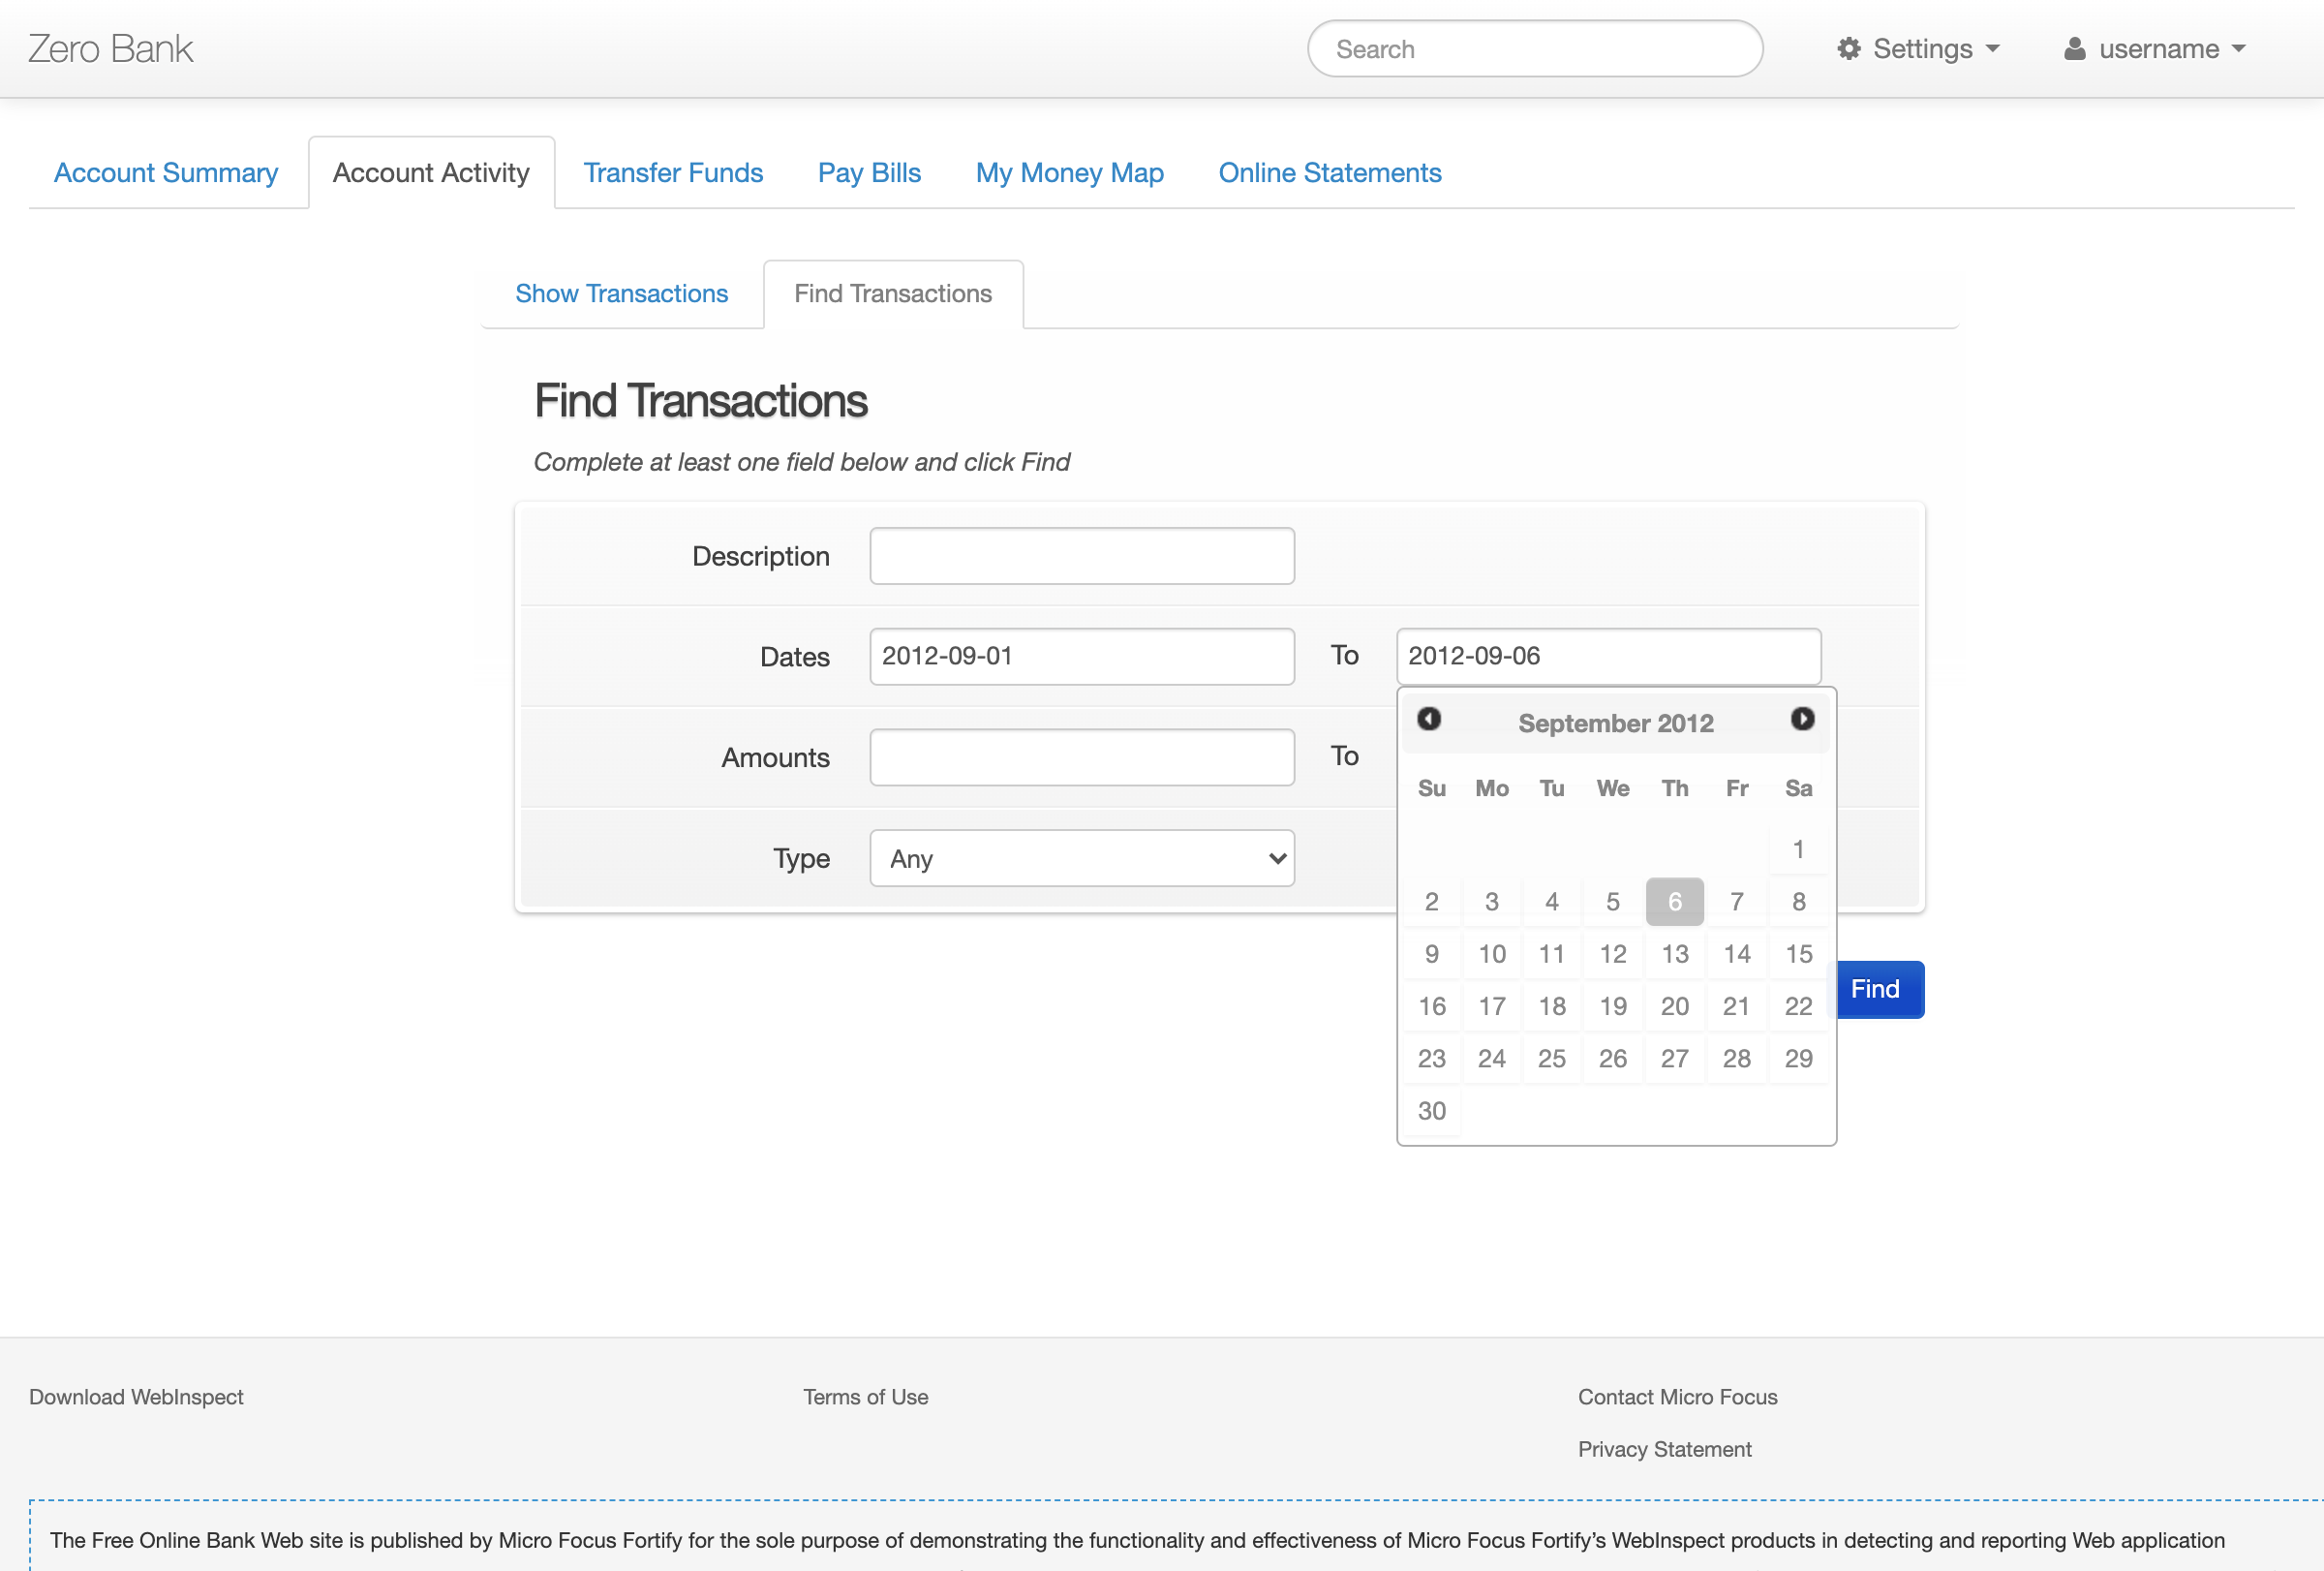 Zero Bank
Search
Settings
username
Account Summary
Account Activity
Transfer Funds
Pay Bills
My Money Map
Online Statements
Show Transactions
Find Transactions
Find Transactions
Complete at least one field below and click Find
Description
Dates 2012-09-01 To 2012-09-06
Amounts To
Type Any
September 2012
Su Mo Tu We Th Fr Sa
1
2 3 4 5 6 7 8
9 10 11 12 13 14 15
16 17 18 19 20 21 22
23 24 25 26 27 28 29
30
Find
Download WebInspect
Terms of Use
Contact Micro Focus
Privacy Statement
The Free Online Bank Web site is published by Micro Focus Fortify for the sole purpose of demonstrating the functionality and effectiveness of Micro Focus Fortify’s WebInspect products in detecting and reporting Web application